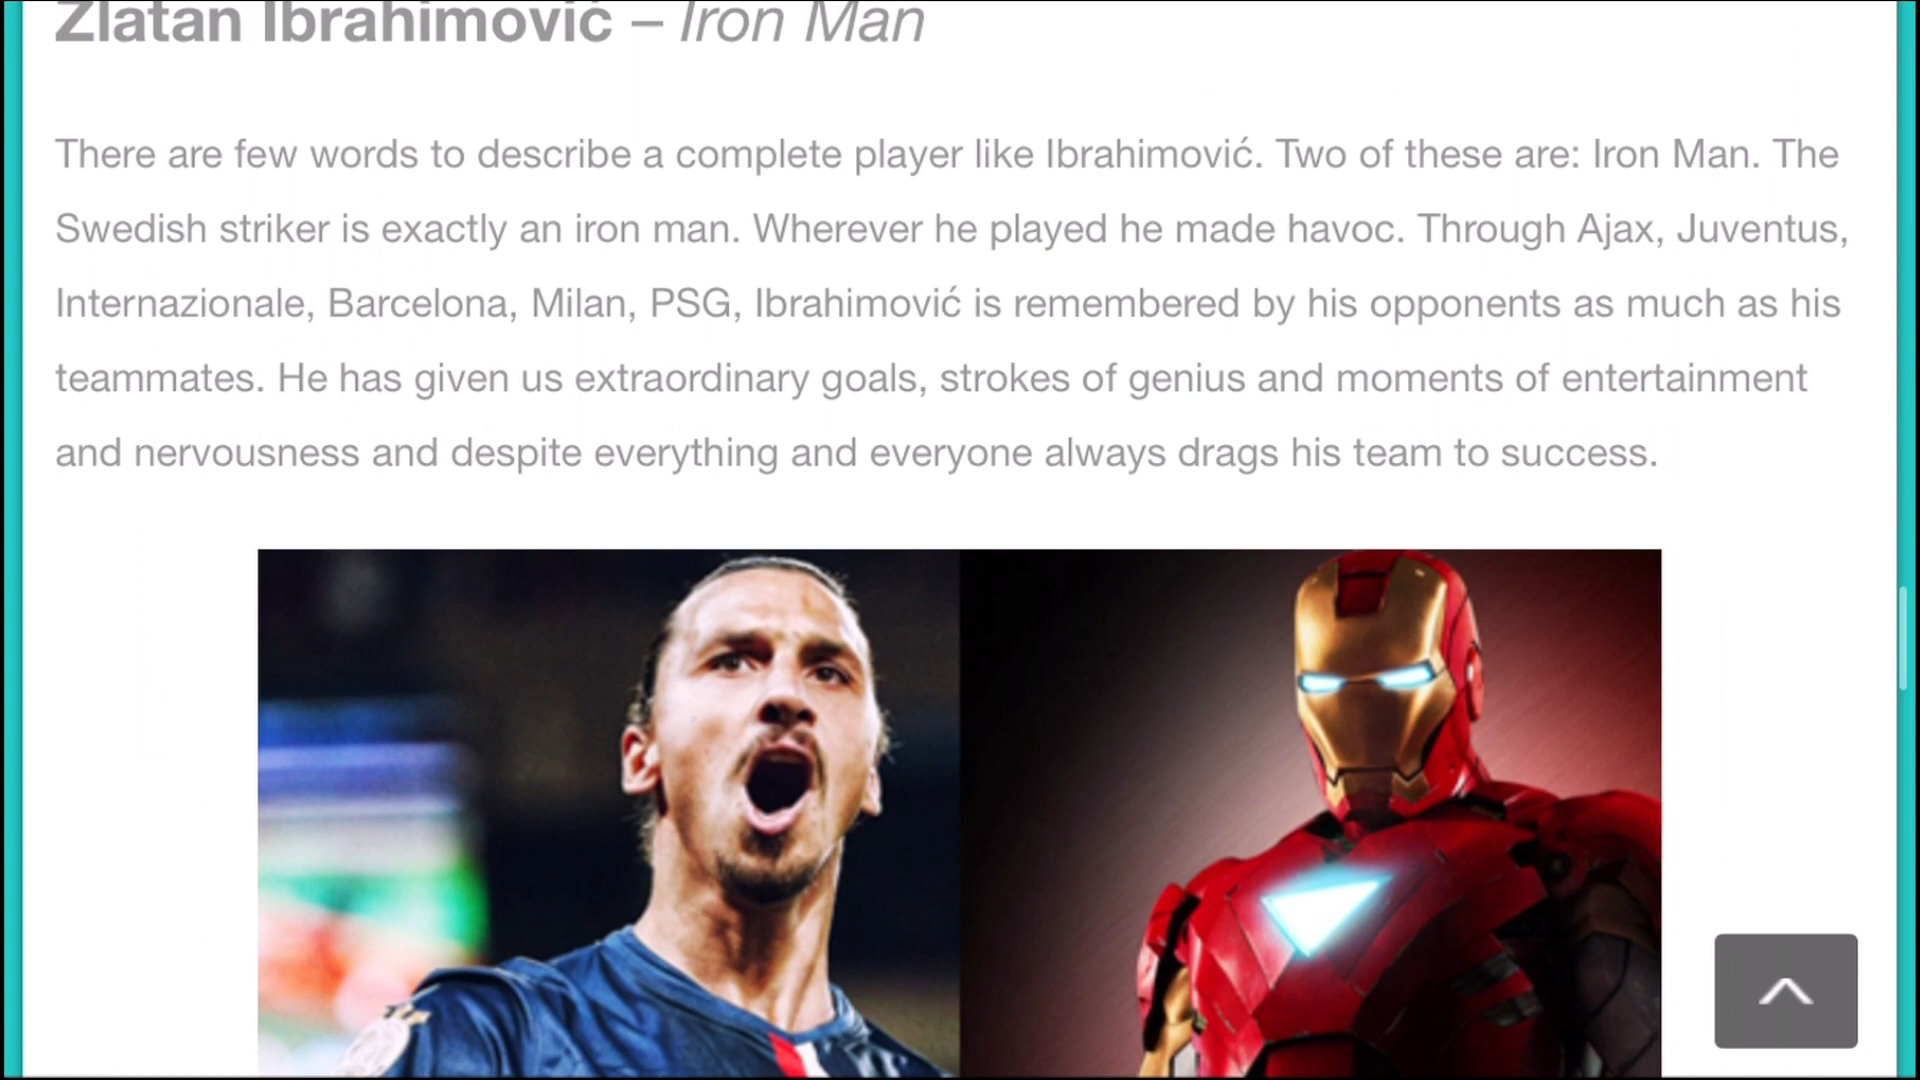 Zlatan Ibrahimović – Iron Man
There are few words to describe a complete player like Ibrahimović. Two of these are: Iron Man. The
Swedish striker is exactly an iron man. Wherever he played he made havoc. Through Ajax, Juventus,
Internazionale, Barcelona, Milan, PSG, Ibrahimović is remembered by his opponents as much as his
teammates. He has given us extraordinary goals, strokes of genius and moments of entertainment
and nervousness and despite everything and everyone always drags his team to success.